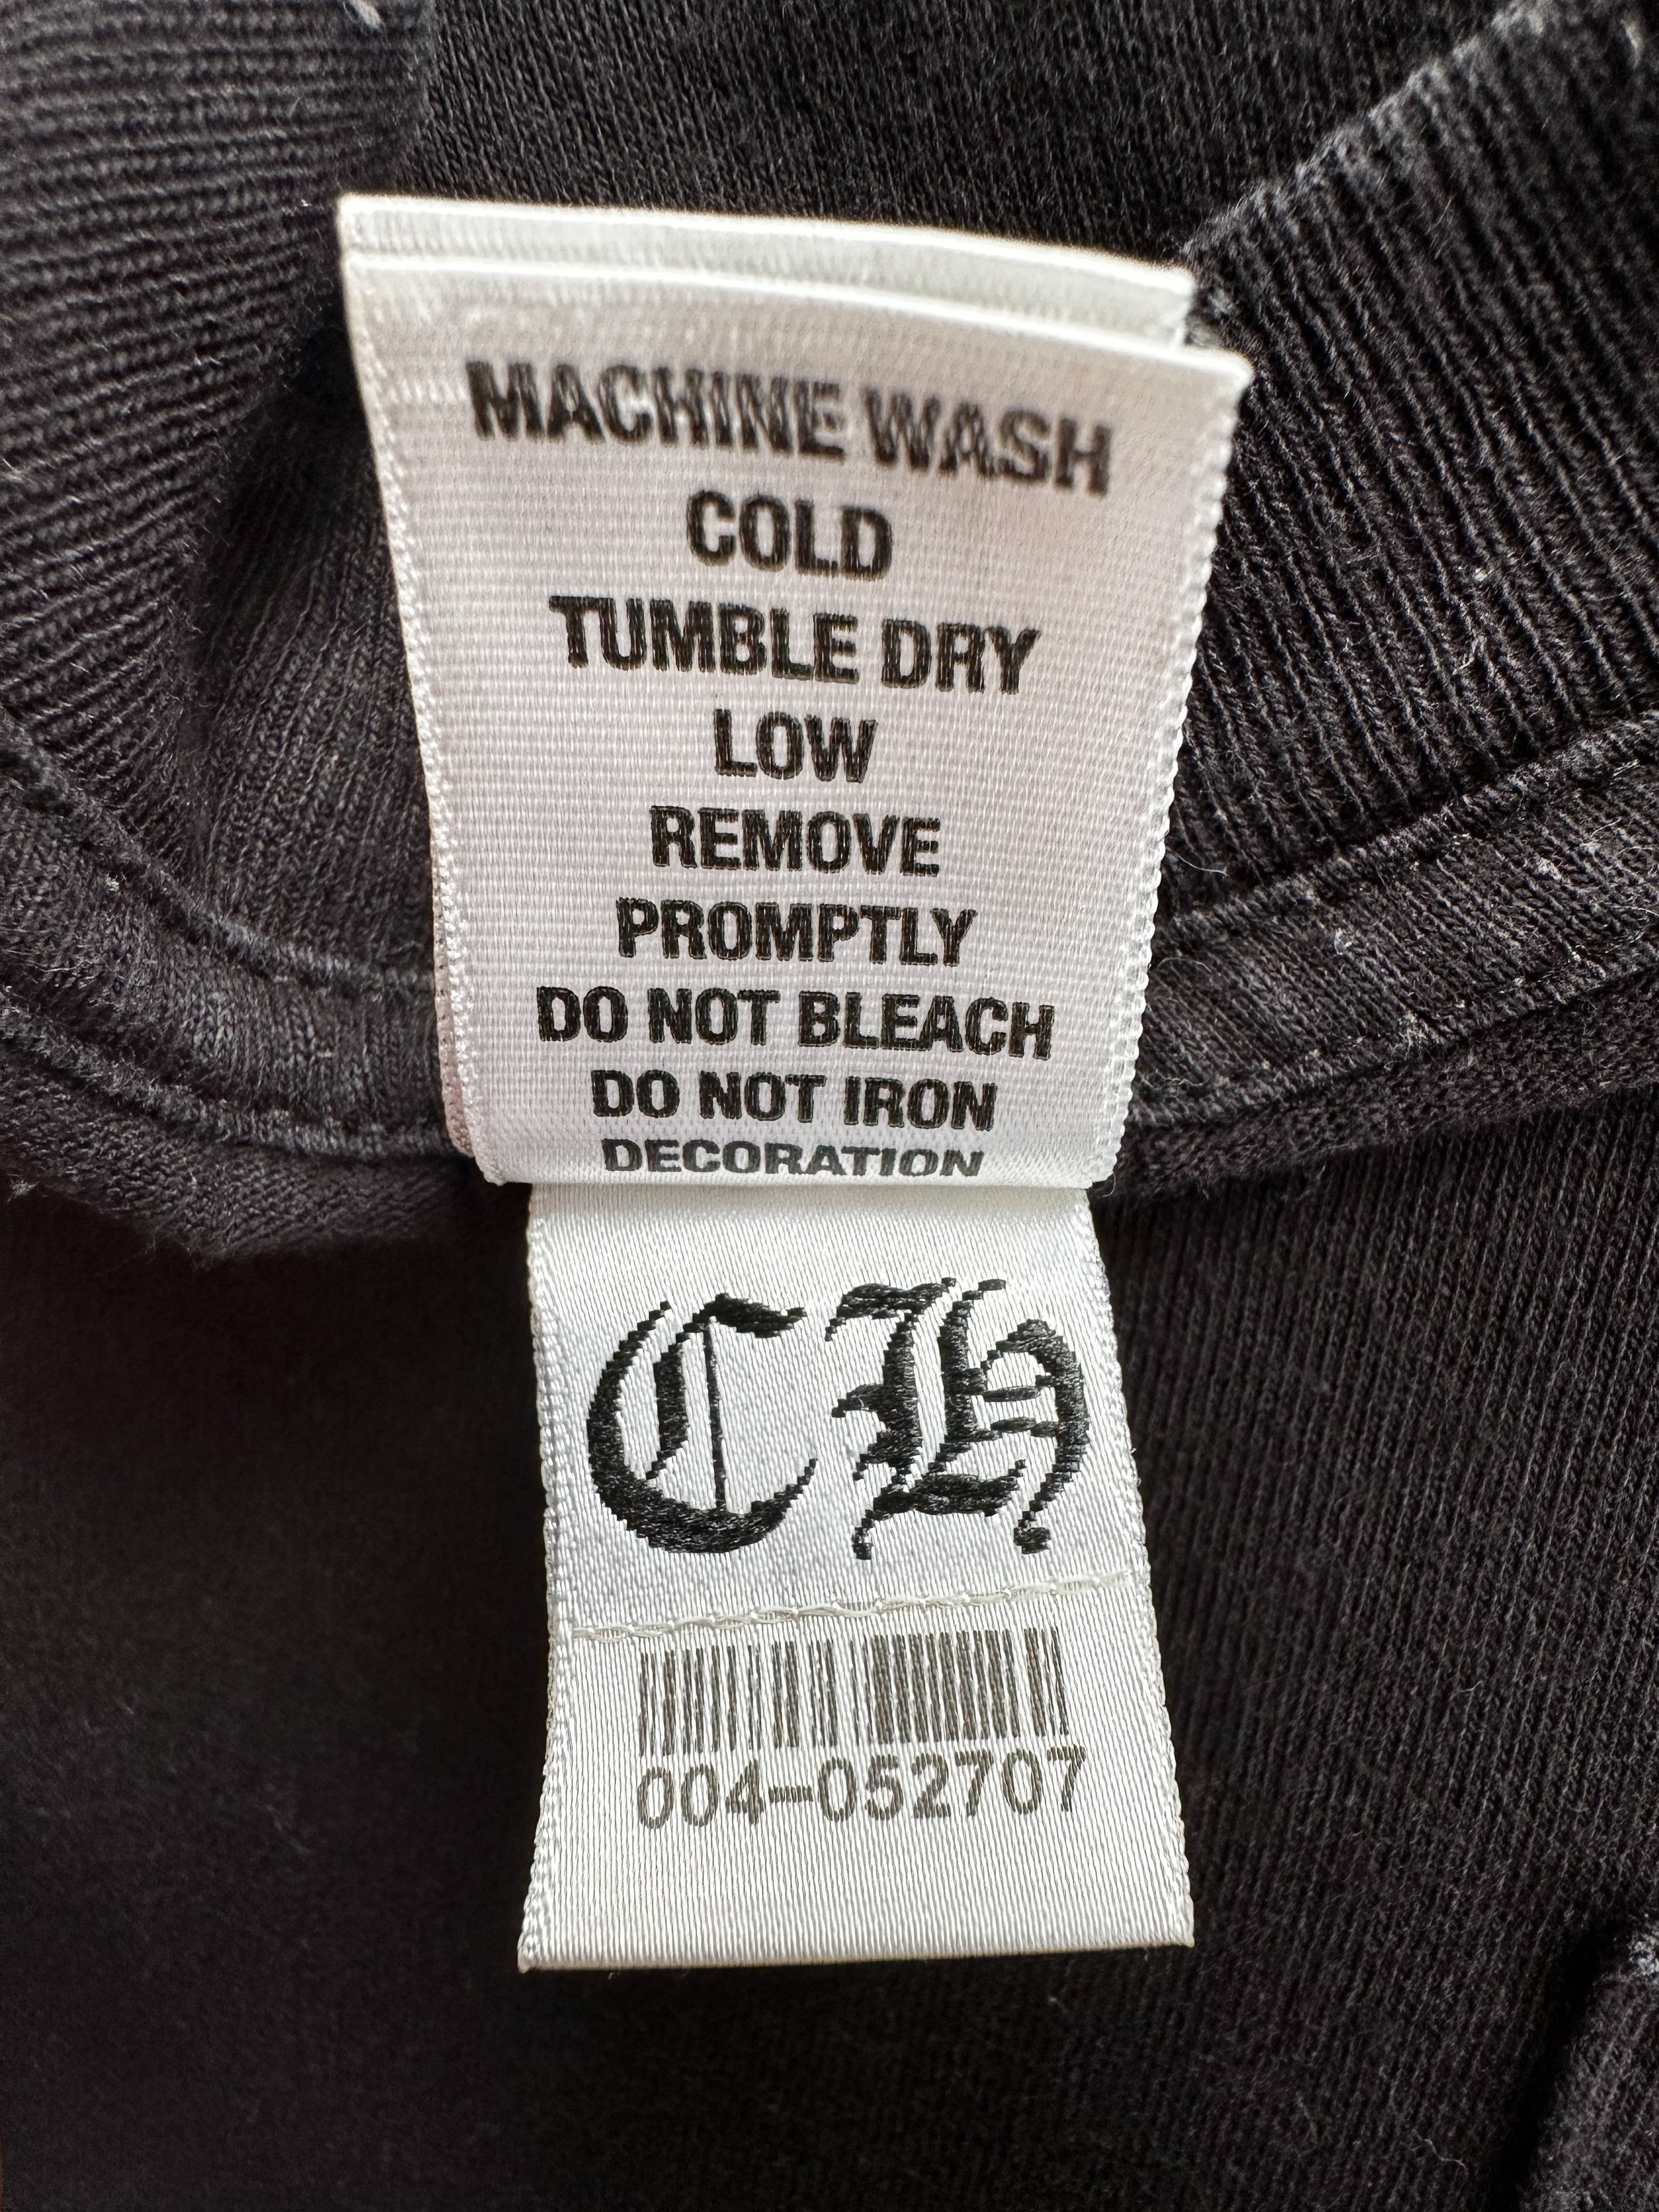 MACHINE WASH
COLD
TUMBLE DRY
LOW
REMOVE
PROMPTLY
DO NOT BLEACH
DO NOT IRON
DECORATION
CH
004-052707